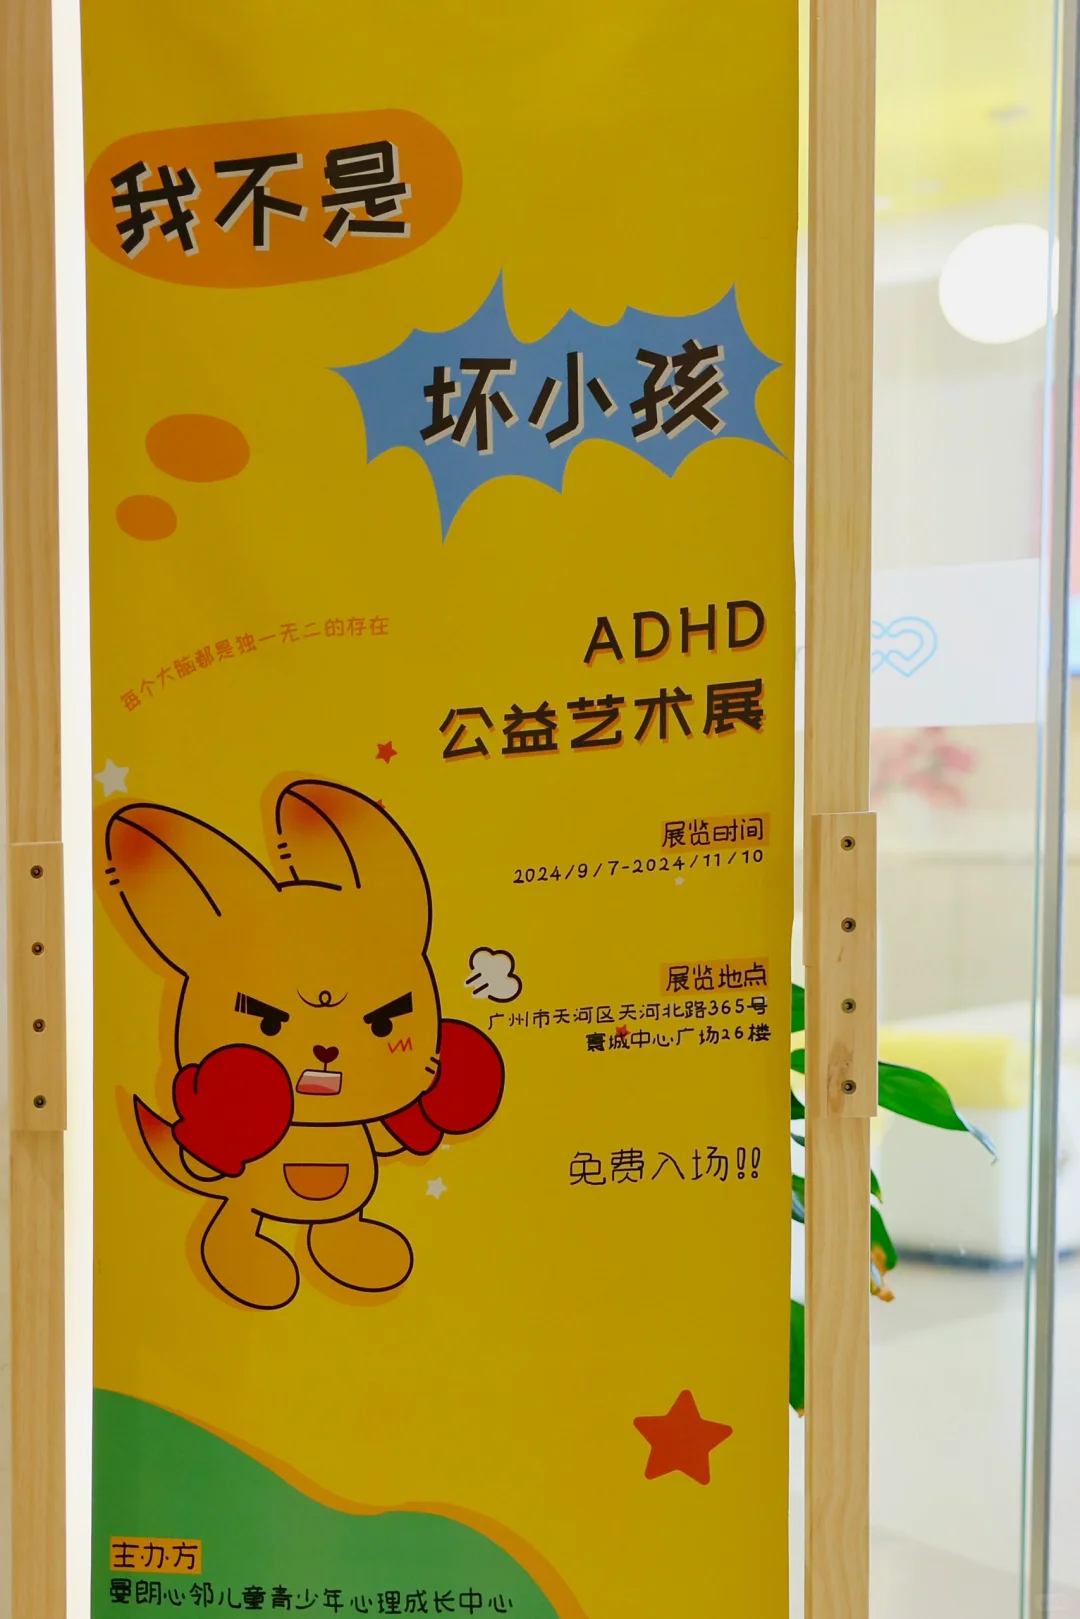 我不是
坏小孩
每个大脑都是独一无二的存在
ADHD
公益艺术展
展览时间
2024/9/7-2024/11/10
展览地点
广州市天河区天河北路365号
寰城中心广场26楼
免费入场!!
主·办·方
曼朗心邻儿童青少年心理成长中心